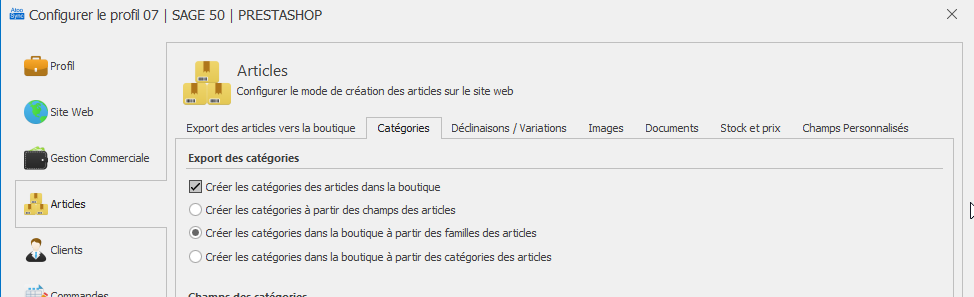 Atoo Sync
Configurer le profil 07 | SAGE 50 | PRESTASHOP
Profil
Site Web
Gestion Commerciale
Articles
Clients
Commandes
Articles
Configurer le mode de création des articles sur le site web
Export des articles vers la boutique Catégories Déclinaisons / Variations Images Documents Stock et prix Champs Personnalisés
Export des catégories
Créer les catégories des articles dans la boutique
Créer les catégories à partir des champs des articles
Créer les catégories dans la boutique à partir des familles des articles
Créer les catégories dans la boutique à partir des catégories des articles
Champs des catégories